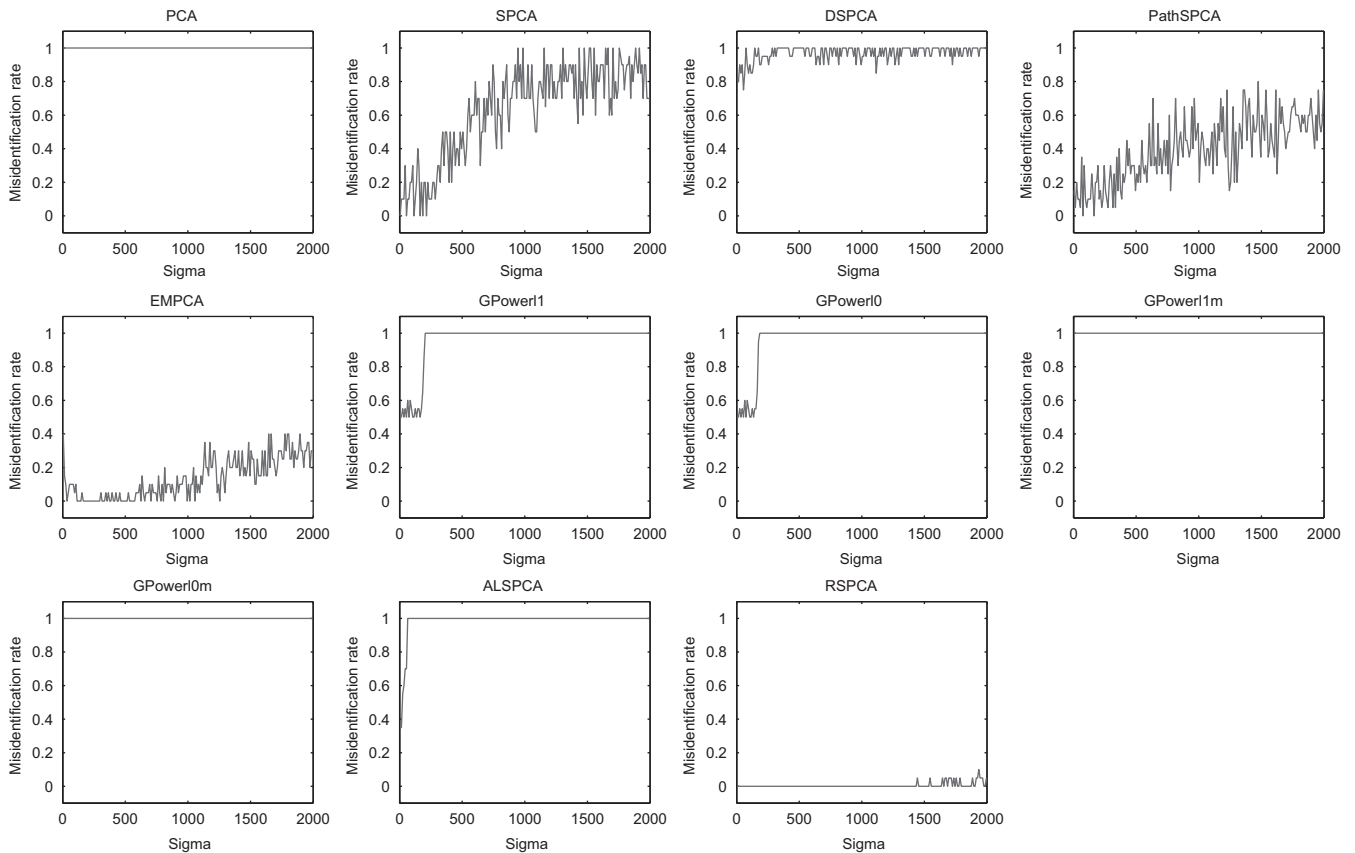 PCA
Misidentification rate
1
0.8
0.6
0.4
0.2
0
0 500 1000 1500 2000
Sigma
SPCA
Misidentification rate
1
0.8
0.6
0.4
0.2
0
0 500 1000 1500 2000
Sigma
DSPCA
Misidentification rate
1
0.8
0.6
0.4
0.2
0
0 500 1000 1500 2000
Sigma
PathSPCA
Misidentification rate
1
0.8
0.6
0.4
0.2
0
0 500 1000 1500 2000
Sigma
EMPCA
Misidentification rate
1
0.8
0.6
0.4
0.2
0
0 500 1000 1500 2000
Sigma
GPowerl1
Misidentification rate
1
0.8
0.6
0.4
0.2
0
0 500 1000 1500 2000
Sigma
GPowerl0
Misidentification rate
1
0.8
0.6
0.4
0.2
0
0 500 1000 1500 2000
Sigma
GPowerl1m
Misidentification rate
1
0.8
0.6
0.4
0.2
0
0 500 1000 1500 2000
Sigma
GPowerl0m
Misidentification rate
1
0.8
0.6
0.4
0.2
0
0 500 1000 1500 2000
Sigma
ALSPCA
Misidentification rate
1
0.8
0.6
0.4
0.2
0
0 500 1000 1500 2000
Sigma
RSPCA
Misidentification rate
1
0.8
0.6
0.4
0.2
0
0 500 1000 1500 2000
Sigma